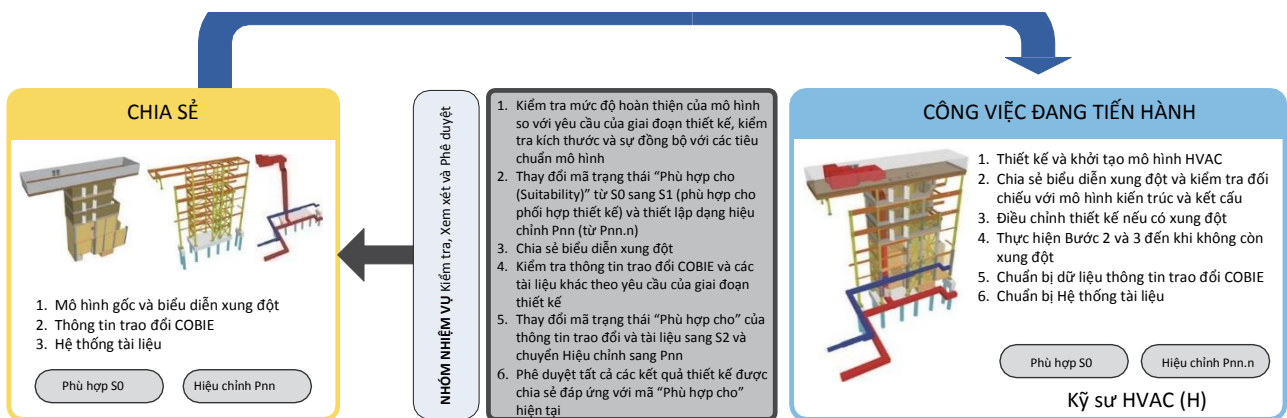 CHIA SẺ
1. Mô hình gốc và biểu diễn xung đột
2. Thông tin trao đổi COBIE
3. Hệ thống tài liệu
Phù hợp S0
Hiệu chỉnh Pnn
NHÓM NHIỆM VỤ Kiểm tra, Xem xét và Phê duyệt
1. Kiểm tra mức độ hoàn thiện của mô hình
so với yêu cầu của giai đoạn thiết kế, kiểm
tra kích thước và sự đồng bộ với các tiêu
chuẩn mô hình
2. Thay đổi mã trạng thái “Phù hợp cho
(Suitability)” từ S0 sang S1 (phù hợp cho
phối hợp thiết kế) và thiết lập dạng hiệu
chỉnh Pnn (từ Pnn.n)
3. Chia sẻ biểu diễn xung đột
4. Kiểm tra thông tin trao đổi COBIE và các
tài liệu khác theo yêu cầu của giai đoạn
thiết kế
5. Thay đổi mã trạng thái “Phù hợp cho” của
thông tin trao đổi và tài liệu sang S2 và
chuyển Hiệu chỉnh sang Pnn
6. Phê duyệt tất cả các kết quả thiết kế được
chia sẻ đáp ứng với mã “Phù hợp cho”
hiện tại
CÔNG VIỆC ĐANG TIẾN HÀNH
1. Thiết kế và khởi tạo mô hình HVAC
2. Chia sẻ biểu diễn xung đột và kiểm tra đối
chiếu với mô hình kiến trúc và kết cấu
3. Điều chỉnh thiết kế nếu có xung đột
4. Thực hiện Bước 2 và 3 đến khi không còn
xung đột
5. Chuẩn bị dữ liệu thông tin trao đổi COBIE
6. Chuẩn bị Hệ thống tài liệu
Phù hợp S0
Hiệu chỉnh Pnn.n
Kỹ sư HVAC (H)